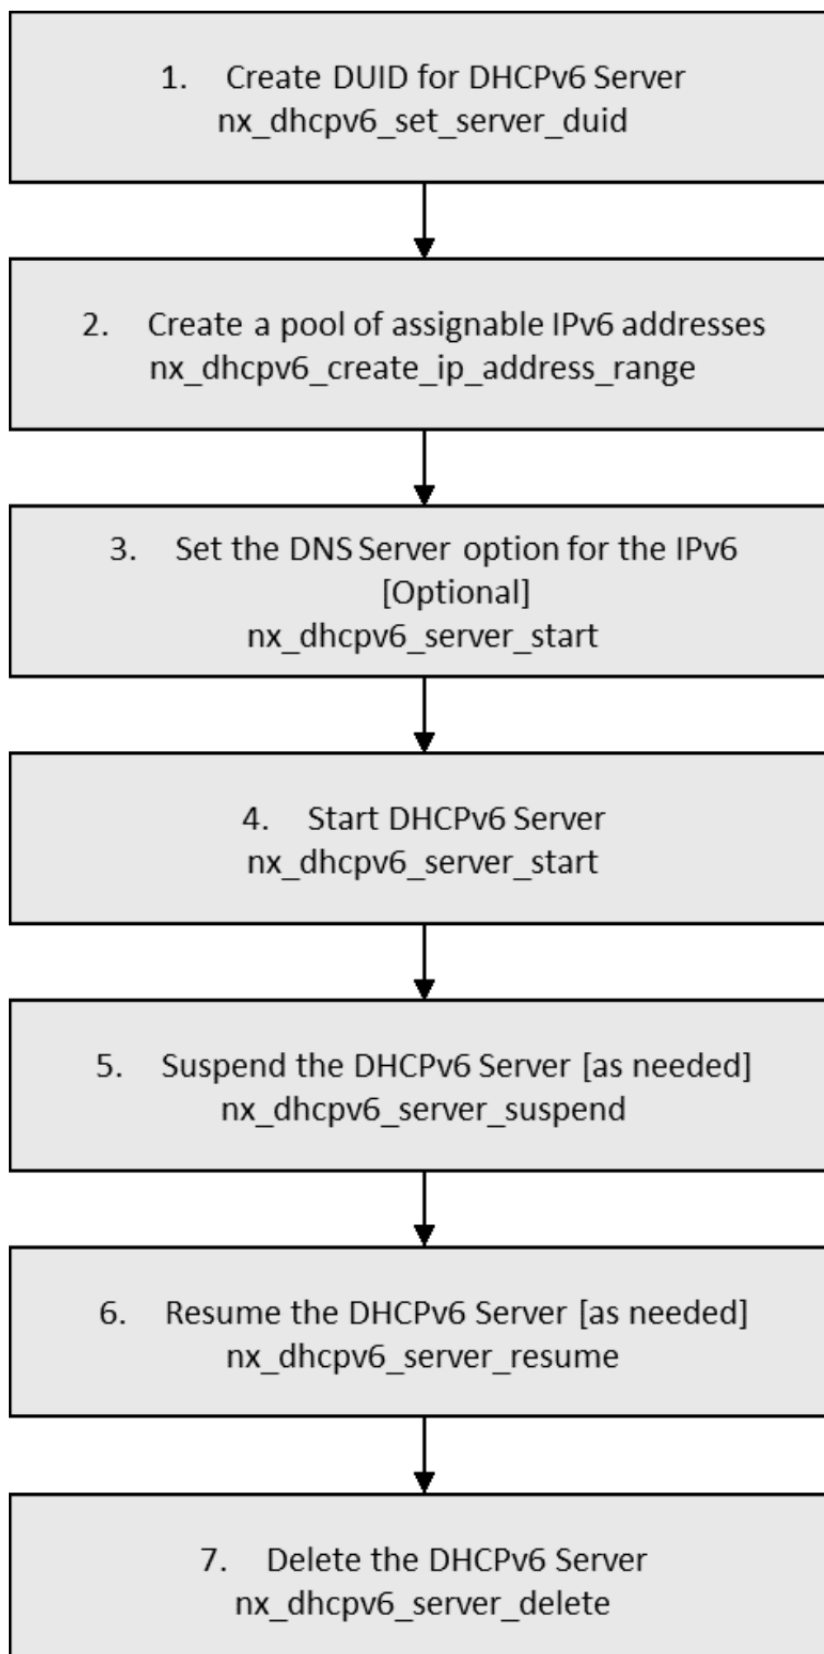 1. Create DUID for DHCPv6 Server
nx_dhcpv6_set_server_duid
2. Create a pool of assignable IPv6 addresses
nx_dhcpv6_create_ip_address_range
3. Set the DNS Server option for the IPv6
[Optional]
nx_dhcpv6_server_start
4. Start DHCPv6 Server
nx_dhcpv6_server_start
5. Suspend the DHCPv6 Server [as needed]
nx_dhcpv6_server_suspend
6. Resume the DHCPv6 Server [as needed]
nx_dhcpv6_server_resume
7. Delete the DHCPv6 Server
nx_dhcpv6_server_delete